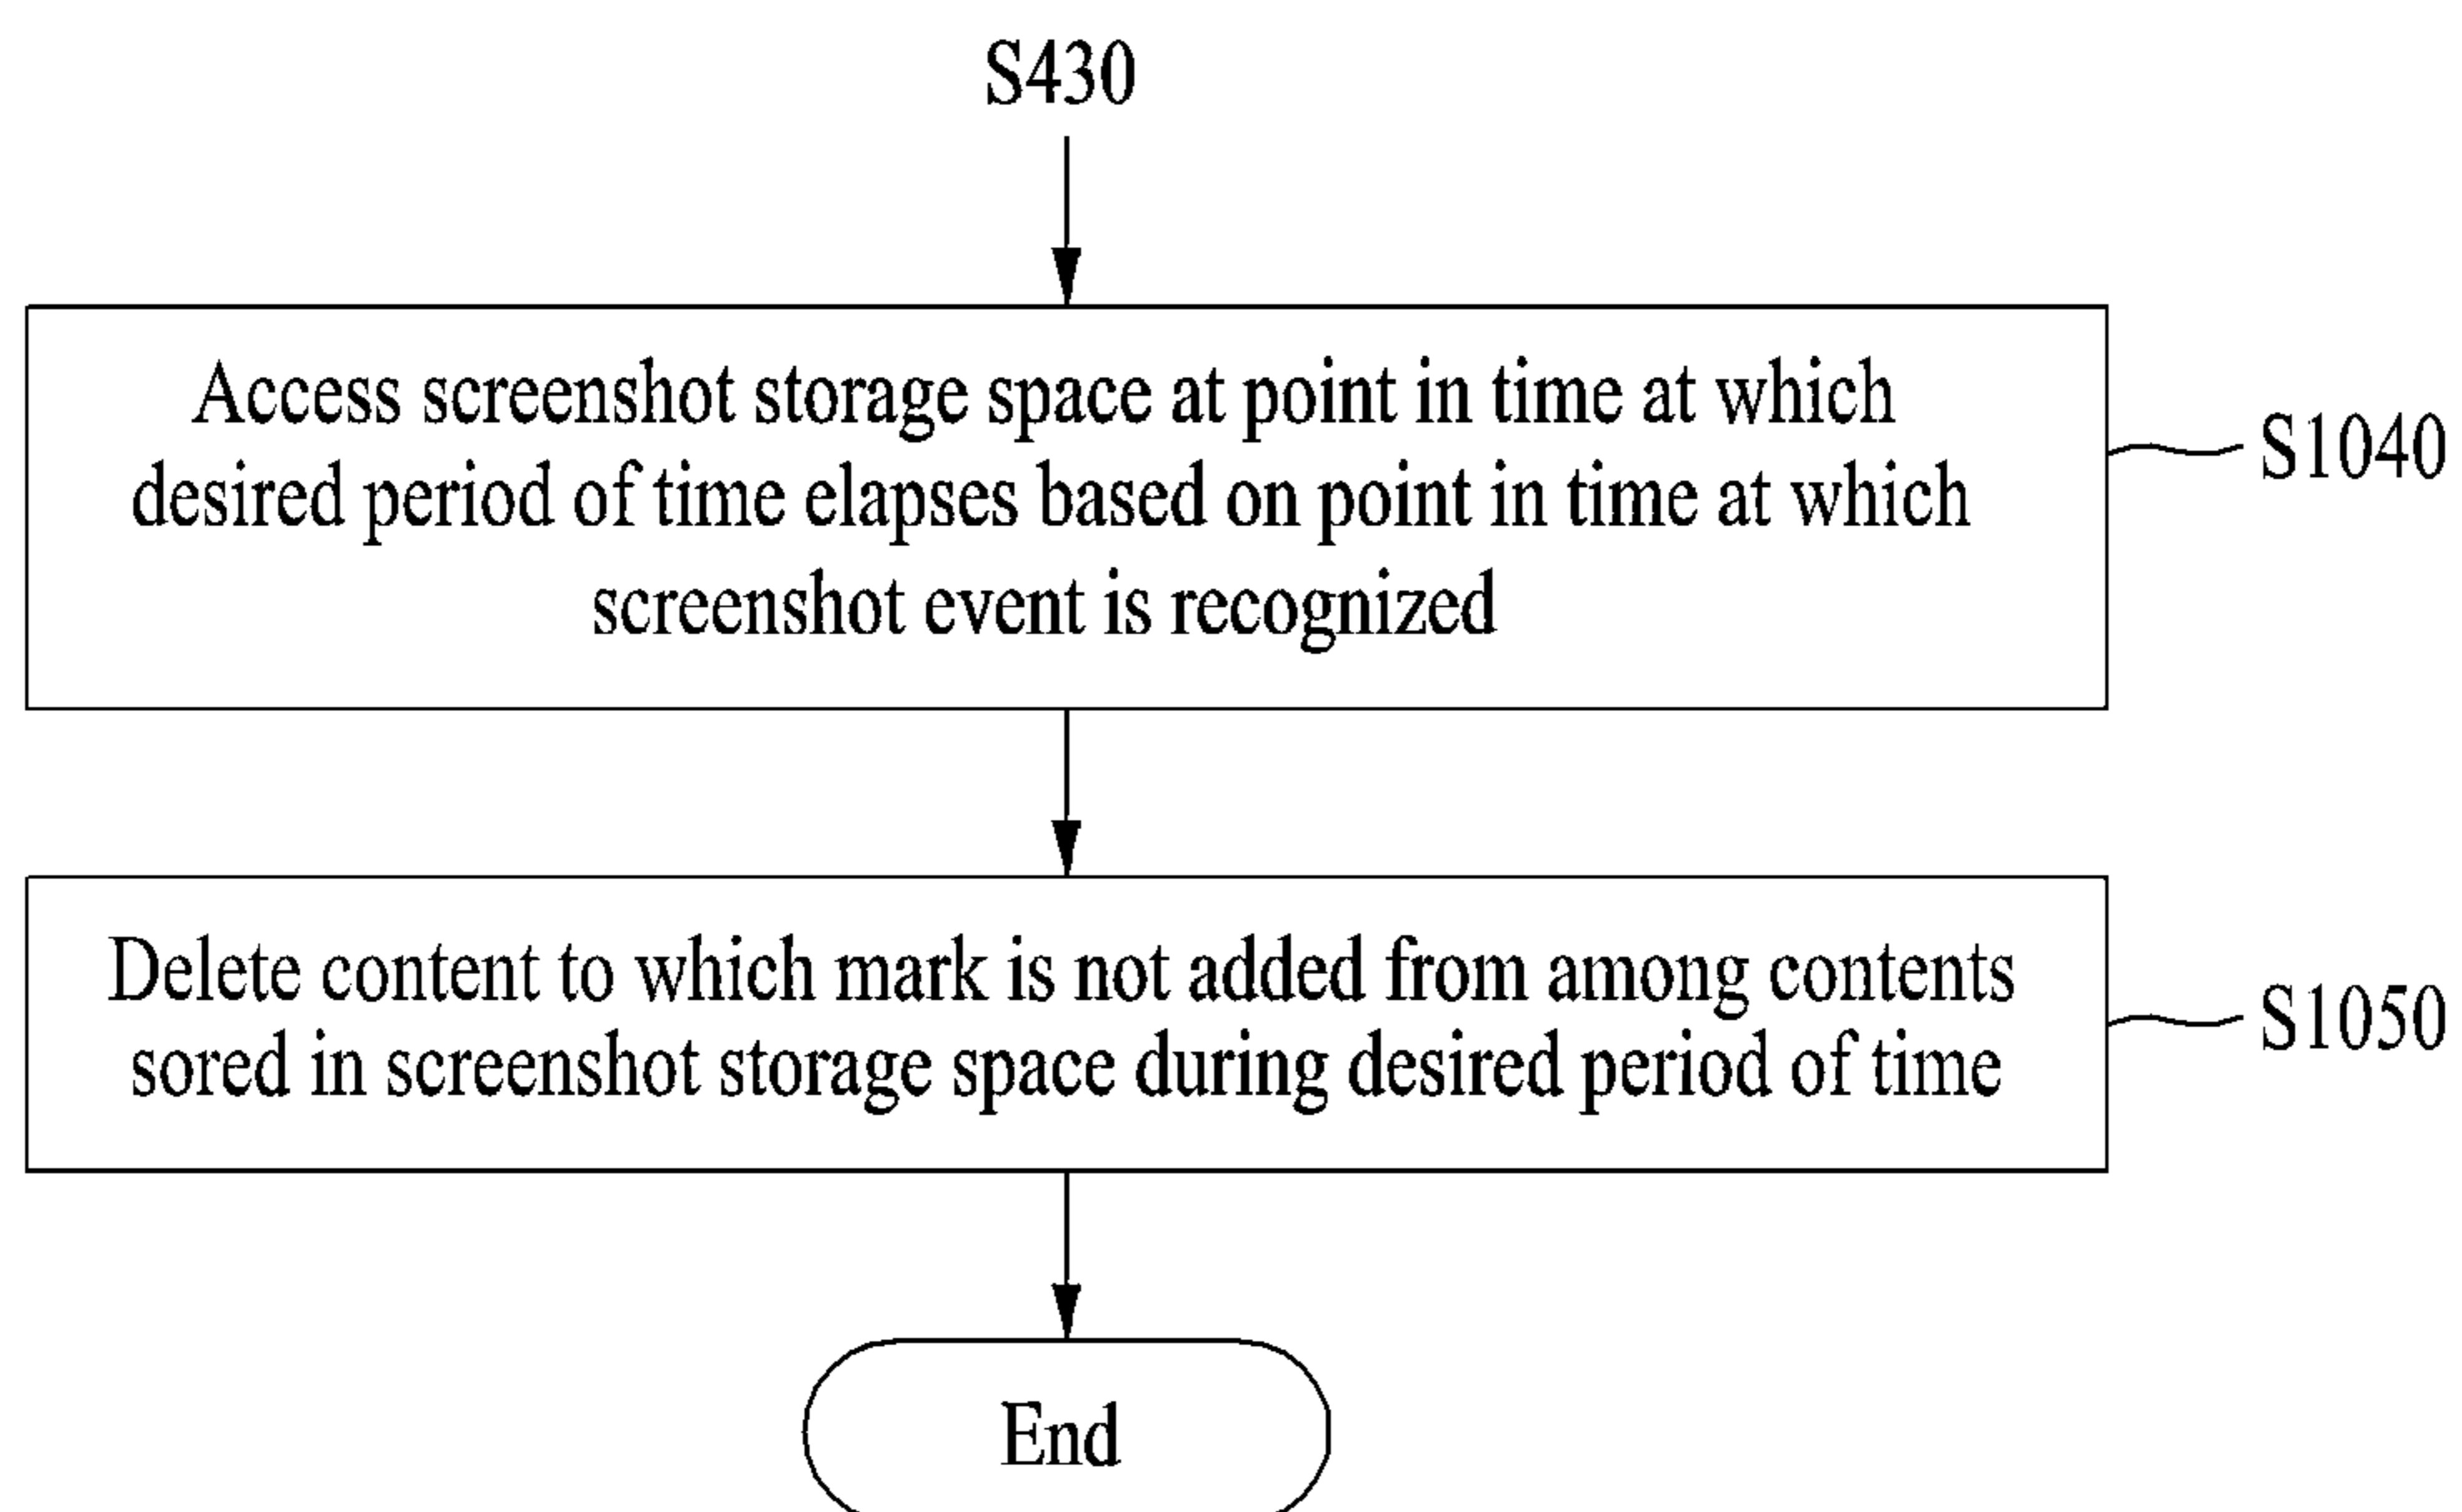 S430
Access screenshot storage space at point in time at which
desired period of time elapses based on point in time at which
screenshot event is recognized
S1040
Delete content to which mark is not added from among contents
sored in screenshot storage space during desired period of time
S1050
End